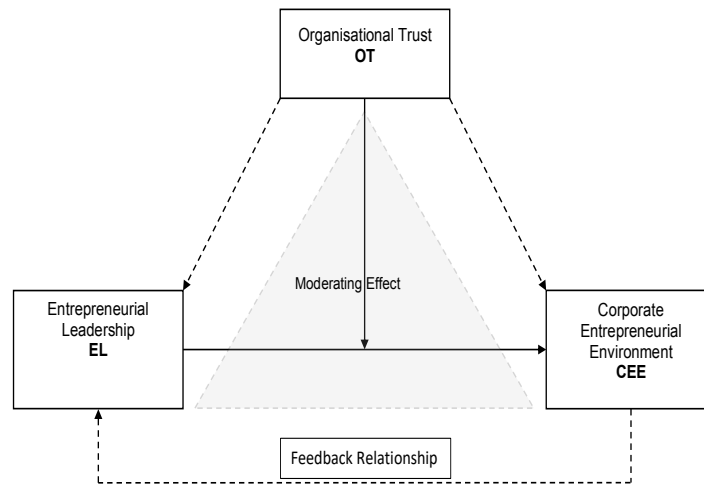 Organisational Trust
OT
Moderating Effect
Entrepreneurial
Leadership
EL
Corporate
Entrepreneurial
Environment
CEE
Feedback Relationship